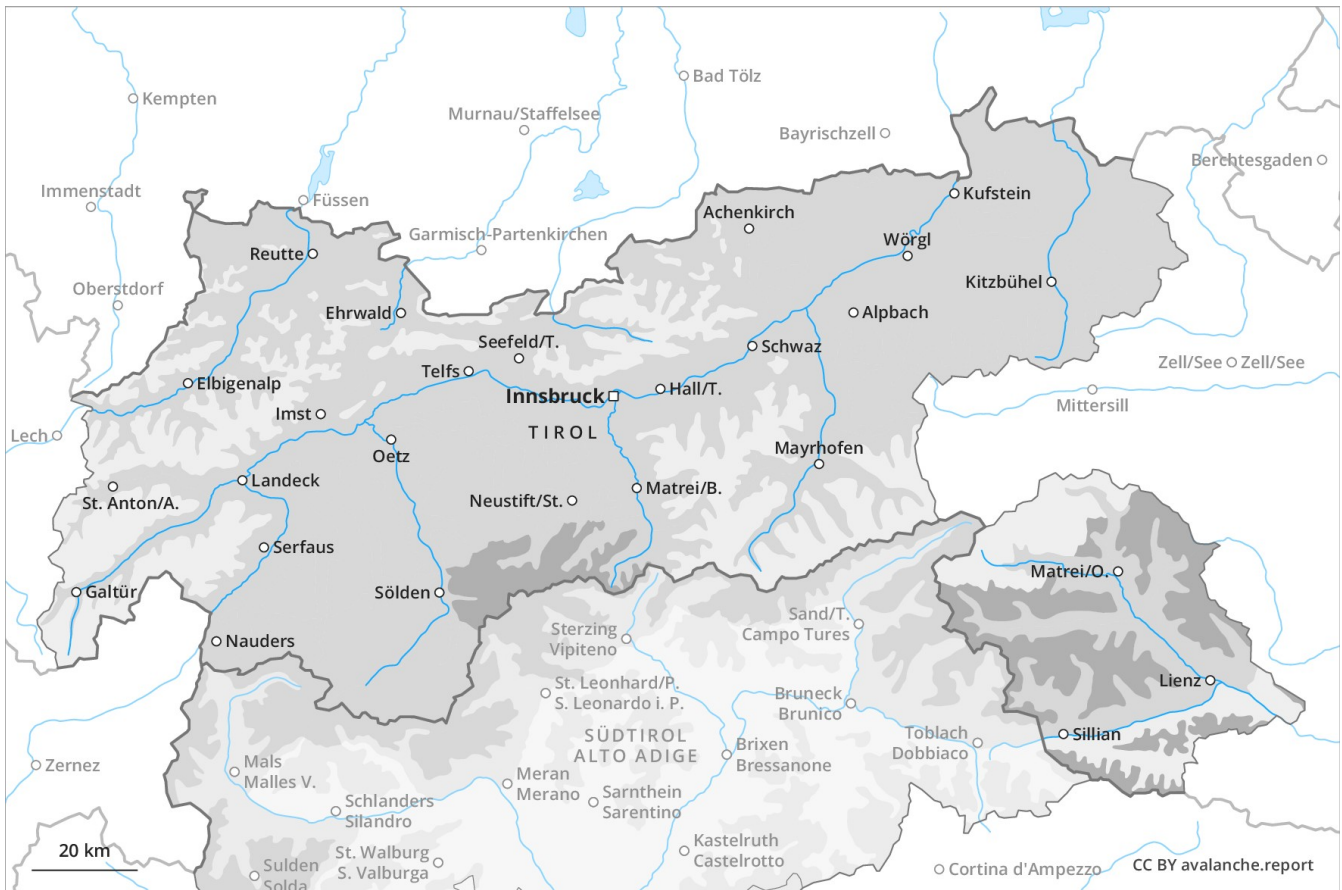 Bad Tölz
Kempten
Murnau/Staffelsee
Bayrischzell
Berchtesgaden
Immenstadt
Füssen
Kufstein
Achenkirch
Garmisch-Partenkirchen
Wörgl
Reutte
Kitzbühel
Oberstdorf
Ehrwald
Alpbach
Seefeld/T.
Schwaz
Zell/See
Zell/See
Telfs
Elbigenalp
Hall/T.
Mittersill
Innsbruck
Imst
TIROL
Lech
Oetz
Mayrhofen
Landeck
Matrei/B.
St. Anton/A.
Neustift/St.
Serfaus
Matrei/O.
Galtür
Sölden
Sand/T.
Campo Tures
Sterzing
Vipiteno
Nauders
Lienz
St. Leonhard/P.
S. Leonardo i. P.
Bruneck
Brunico
Sillian
SÜDTIROL
ALTO ADIGE
Toblach
Dobbiaco
Brixen
Bressanone
Zernez
Mals
Malles V.
Meran
Merano
Schlanders
Silandro
Sarnthein
Sarentino
Kastelruth
Castelrotto
20 km
St. Walburg
S. Valburga
Sulden
Solda
Cortina d'Ampezzo
CC BY avalanche.report